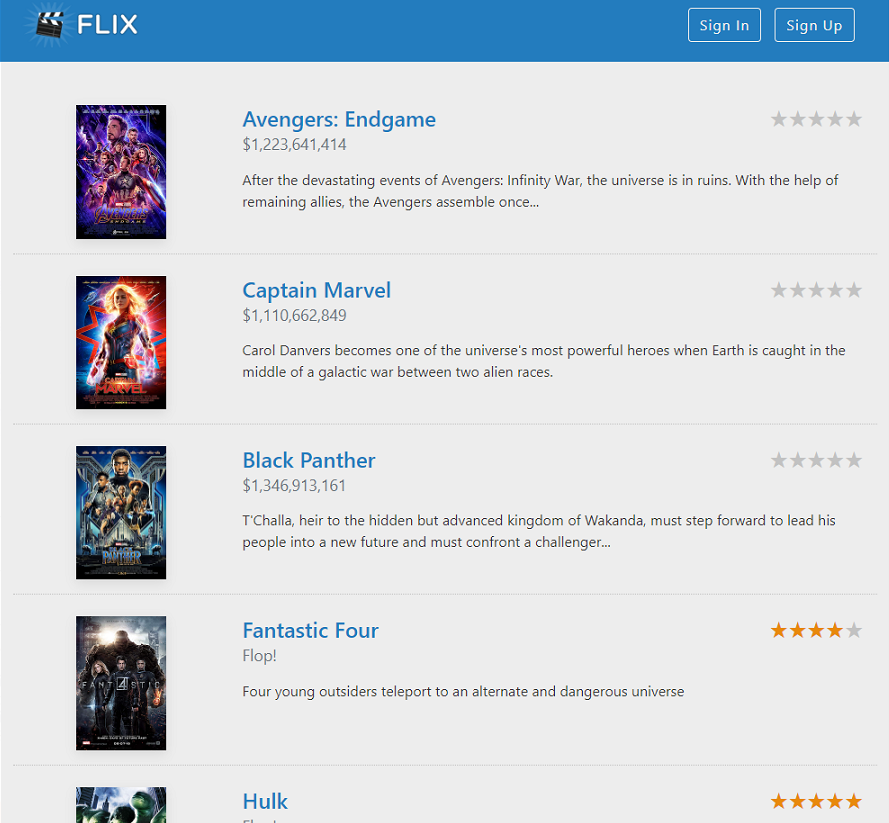 FLIX
Sign In
Sign Up
Avengers: Endgame
$1,223,641,414
After the devastating events of Avengers: Infinity War, the universe is in ruins. With the help of
remaining allies, the Avengers assemble once...
Captain Marvel
$1,110,662,849
Carol Danvers becomes one of the universe's most powerful heroes when Earth is caught in the
middle of a galactic war between two alien races.
CAPTAIN
MARVEL
Black Panther
$1,346,913,161
T'Challa, heir to the hidden but advanced kingdom of Wakanda, must step forward to lead his
people into a new future and must confront a challenger...
Fantastic Four
Flop!
Four young outsiders teleport to an alternate and dangerous universe
FANT4STIC
Hulk